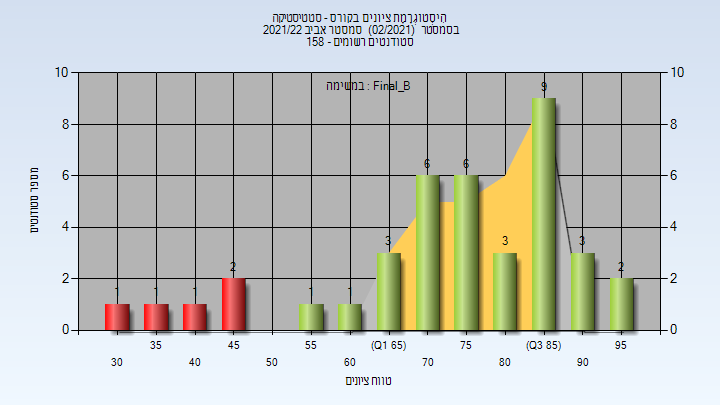 הִיסְטוגְרַמַת ציונים בקורס - סטטיסטיקה
בסמסטר (02/2021) סמסטר אביב 2021/22
סטודנטים רשומים - 158
במשימה : Final_B
10 10
8 8
6 6
4 4
2 2
0 0
1 1 1 2 1 1 3 6 6 3 9 3 2
מספר סטודנטים
35 45 55 (Q1 65) 75 (Q3 85) 95
30 40 50 60 70 80 90
טווח ציונים